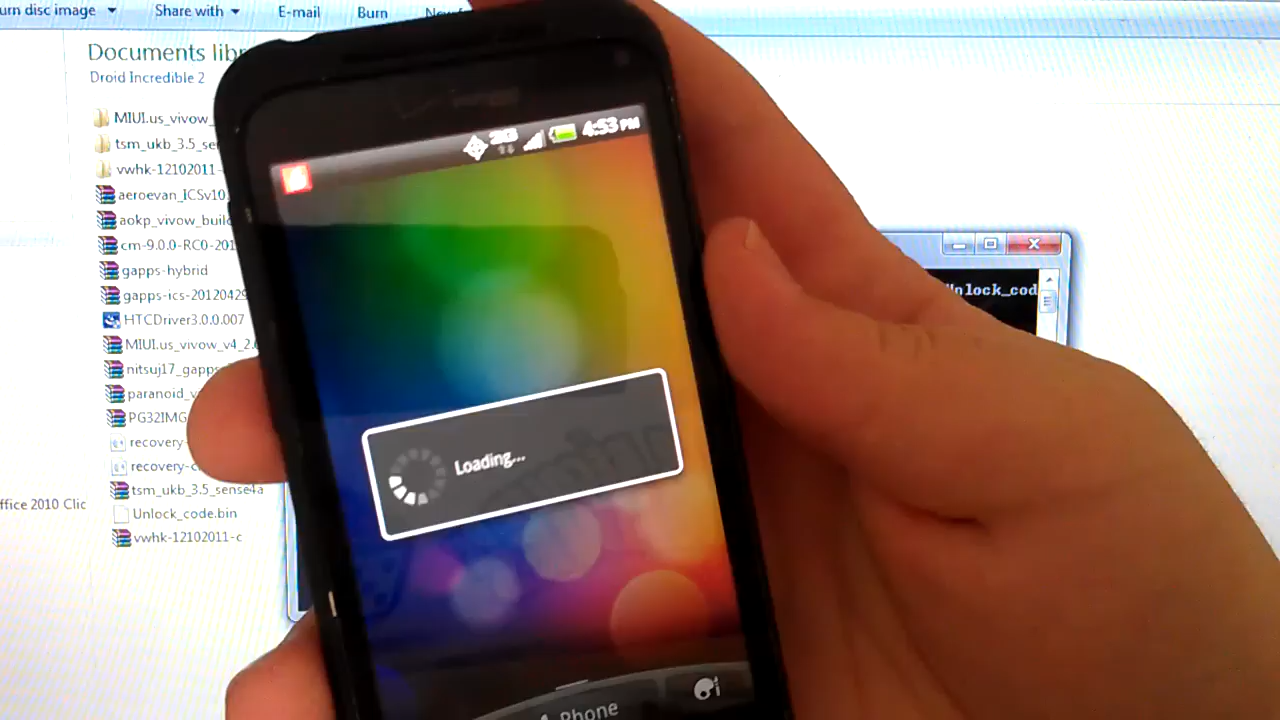 urn disc image
Share with
E-mail
Burn
Documents
Droid Incredible 2
MIUI.us_vivow_
tsm_ukb_3.5_se
vwhk-12102011-
aeroevan_ICSv10
aokp_vivow_buil
cm-9.0.0-RC0-201
gapps-hybrid
gapps-ics-20120429
HTCDriver3.0.0.007
MIUI.us_vivow_v4_2.
nitsuj17_gapps
paranoid_v
PG32IMG
recovery-
recovery-c
tsm_ukb_3.5_sense4a
Unlock_code.bin
vwhk-12102011-c
ffice 2010 Clic
4:53 PM
Loading...
Phone
Unlock_cod